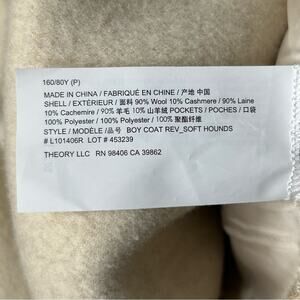 160/80Y (P)
MADE IN CHINA / FABRIQUÉ EN CHINE / 产地 中国
SHELL / EXTÉRIEUR / 面料 90% Wool 10% Cashmere / 90% Laine
10% Cachemire / 90% 羊毛 10% 山羊绒 POCKETS / POCHES / 口袋
100% Polyester / 100% Polyester / 100% 聚酯纤维
STYLE / MODÈLE /品号 BOY COAT REV_SOFT HOUNDS
# L101406R LOT # 453239
THEORY LLC RN 98406 CA 39862